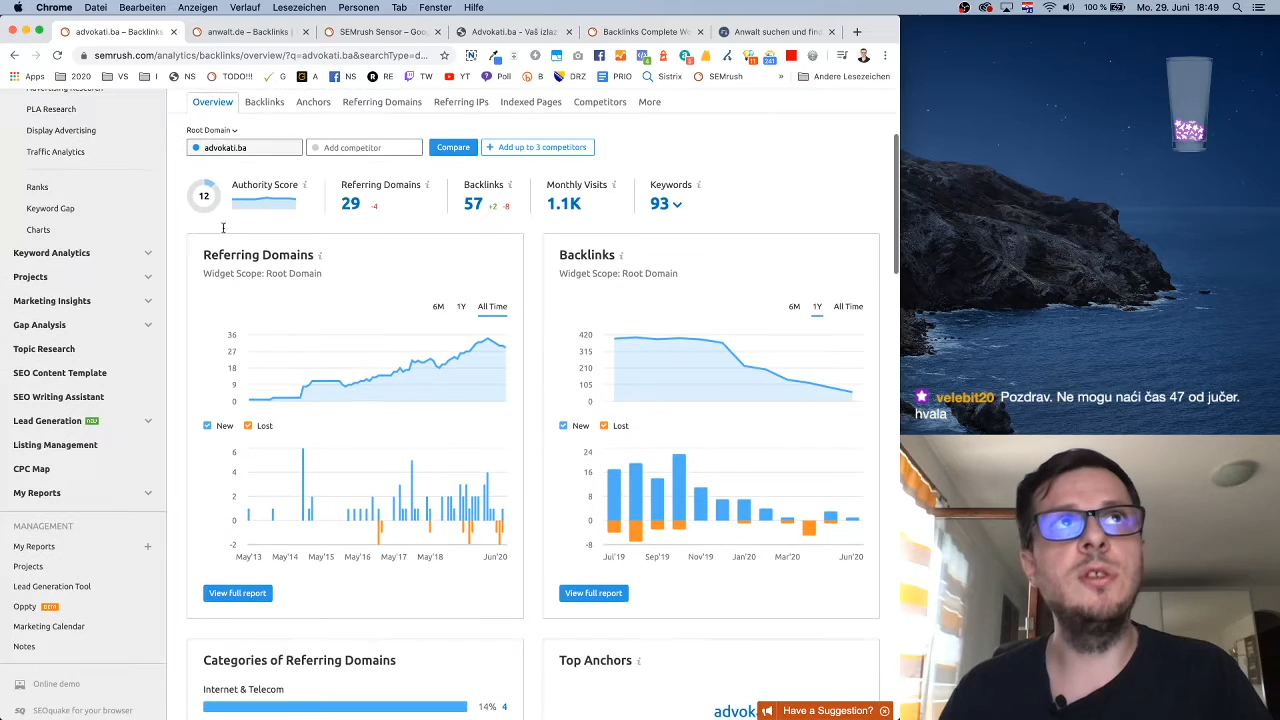 Chrome Datei Bearbeiten Anzeigen Verlauf Lesezeichen Personen Tab Fenster Hilfe
100 % Mo. 29. Juni 18:49
advokati.ba – Backlinks
anwalt.de – Backlinks
SEMrush Sensor – Goog
Advokati.ba - Vaš izlaz
Backlinks Complete We
Anwalt suchen und find
semrush.com/analytics/backlinks/overview/?q=advokati.ba&searchType=d...
Apps 2020 VS I NS TODO!!! G A NS RE TW YT Poll B DRZ PRIO Sistrix SEMrush » Andere Lesezeichen
Advertising Research
PLA Research
Display Advertising
Traffic Analytics
Ranks
Keyword Gap
Charts
Keyword Analytics
Projects
Marketing Insights
Gap Analysis
Topic Research
SEO Content Template
SEO Writing Assistant
Lead Generation
Listing Management
CPC Map
My Reports
MANAGEMENT
My Reports +
Projects
Lead Generation Tool
Oppty BETA
Marketing Calendar
Notes
Online demo
SQ SEOquake for your browser
Overview Backlinks Anchors Referring Domains Referring IPs Indexed Pages Competitors More
Root Domain
advokati.ba
Add competitor
Compare
+ Add up to 3 competitors
12
Authority Score i
Referring Domains i
29 -4
Backlinks i
57 +2 -8
Monthly Visits i
1.1K
Keywords i
93
Referring Domains i
Widget Scope: Root Domain
6M 1Y All Time
36
27
18
9
0
New Lost
6
4
2
0
-2
May'13 May'14 May'15 May'16 May'17 May'18 Jun'20
View full report
Backlinks i
Widget Scope: Root Domain
6M 1Y All Time
420
315
210
105
0
New Lost
24
16
8
0
-8
Jul'19 Sep'19 Nov'19 Jan'20 Mar'20 Jun'20
View full report
Categories of Referring Domains
Internet & Telecom
14% 4
Top Anchors i
advok
Have a Suggestion?
velebit20 Pozdrav. Ne mogu naći čas 47 od jučer.
hvala